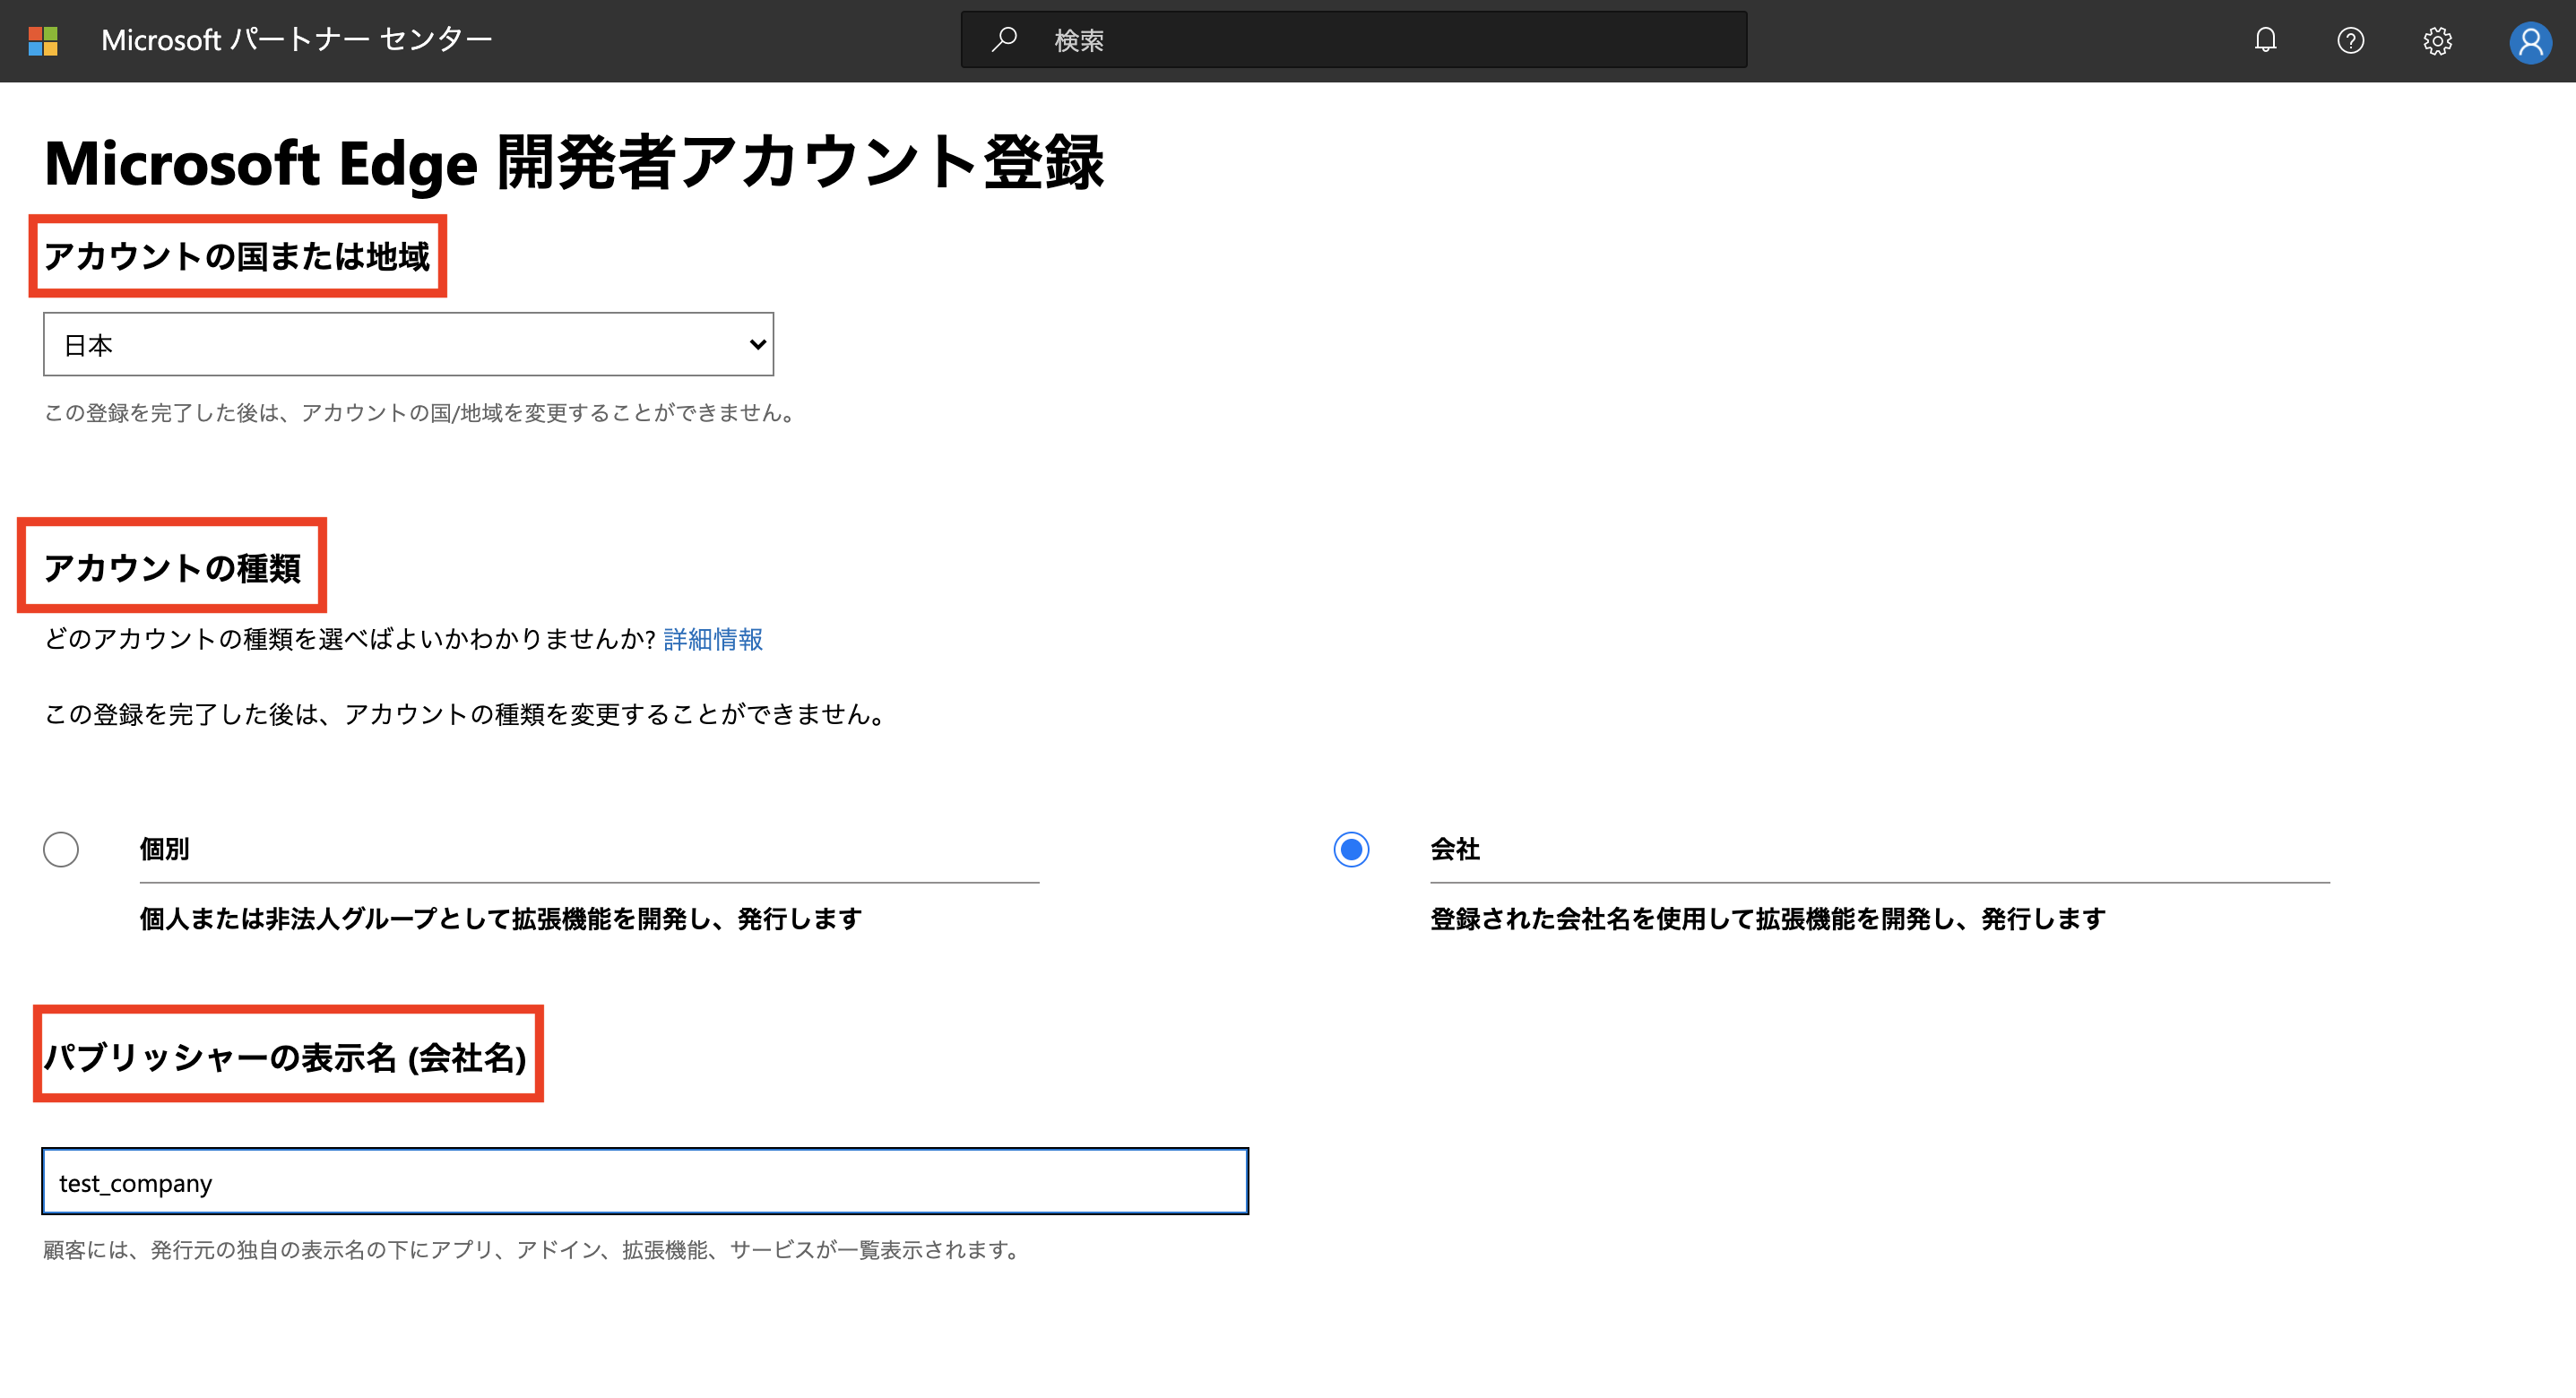 Microsoft パートナー センター
検索
Microsoft Edge 開発者アカウント登録
アカウントの国または地域
日本
この登録を完了した後は、アカウントの国/地域を変更することができません。
アカウントの種類
どのアカウントの種類を選べばよいかわかりませんか? 詳細情報
この登録を完了した後は、アカウントの種類を変更することができません。
個別
個人または非法人グループとして拡張機能を開発し、発行します
会社
登録された会社名を使用して拡張機能を開発し、発行します
パブリッシャーの表示名 (会社名)
test_company
顧客には、発行元の独自の表示名の下にアプリ、アドイン、拡張機能、サービスが一覧表示されます。